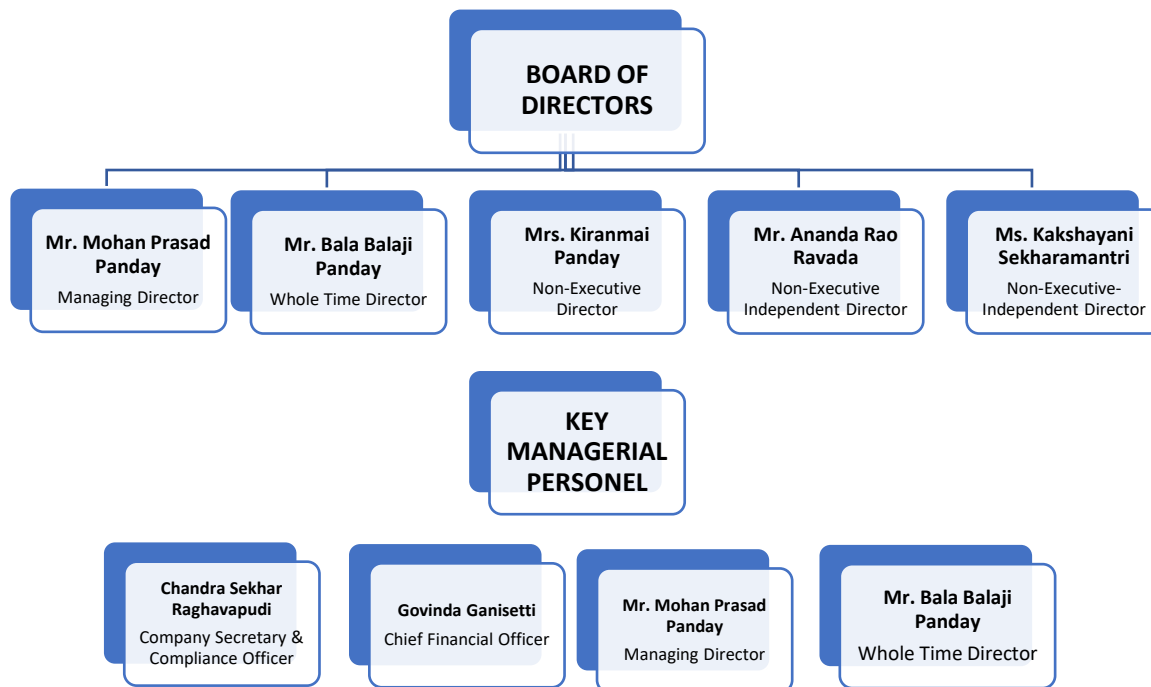 BOARD OF
DIRECTORS
Mr. Mohan Prasad
Panday
Managing Director
Mr. Bala Balaji
Panday
Whole Time Director
Mrs. Kiranmai
Panday
Non-Executive
Director
Mr. Ananda Rao
Ravada
Non-Executive
Independent Director
Ms. Kakshayani
Sekharamantri
Non-Executive-
Independent Director
KEY
MANAGERIAL
PERSONEL
Chandra Sekhar
Raghavapudi
Company Secretary &
Compliance Officer
Govinda Ganisetti
Chief Financial Officer
Mr. Mohan Prasad
Panday
Managing Director
Mr. Bala Balaji
Panday
Whole Time Director